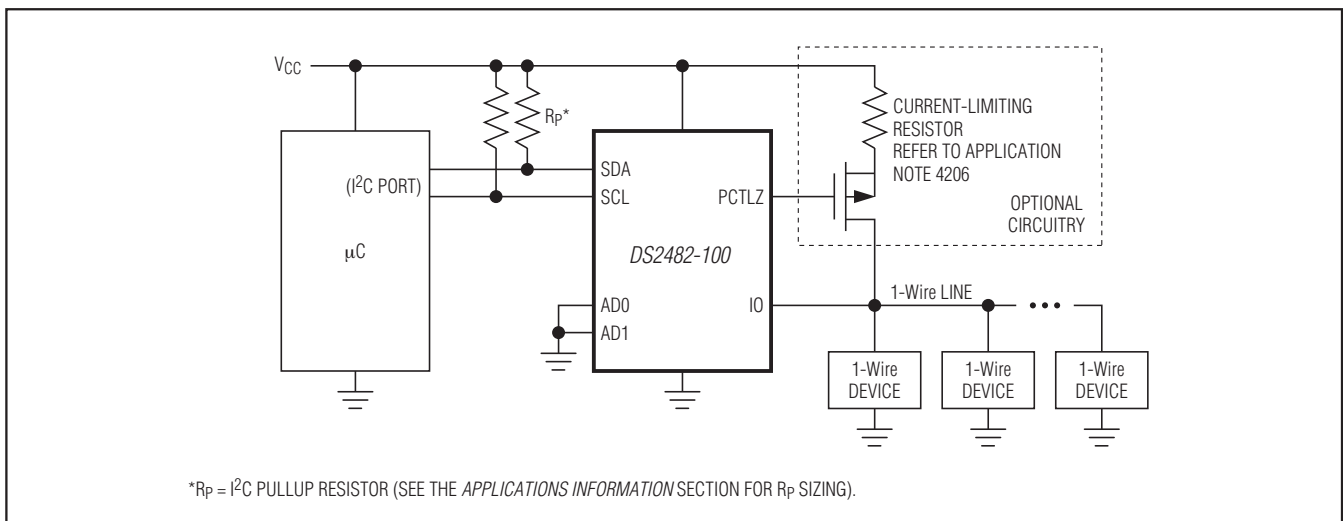 VCC
RP*
CURRENT-LIMITING
RESISTOR
REFER TO APPLICATION
NOTE 4206
OPTIONAL
CIRCUITRY
(I2C PORT)
µC
SDA
SCL
PCTLZ
DS2482-100
AD0
AD1
IO
1-Wire LINE
•••
1-Wire
DEVICE
1-Wire
DEVICE
1-Wire
DEVICE
*RP = I2C PULLUP RESISTOR (SEE THE APPLICATIONS INFORMATION SECTION FOR RP SIZING).